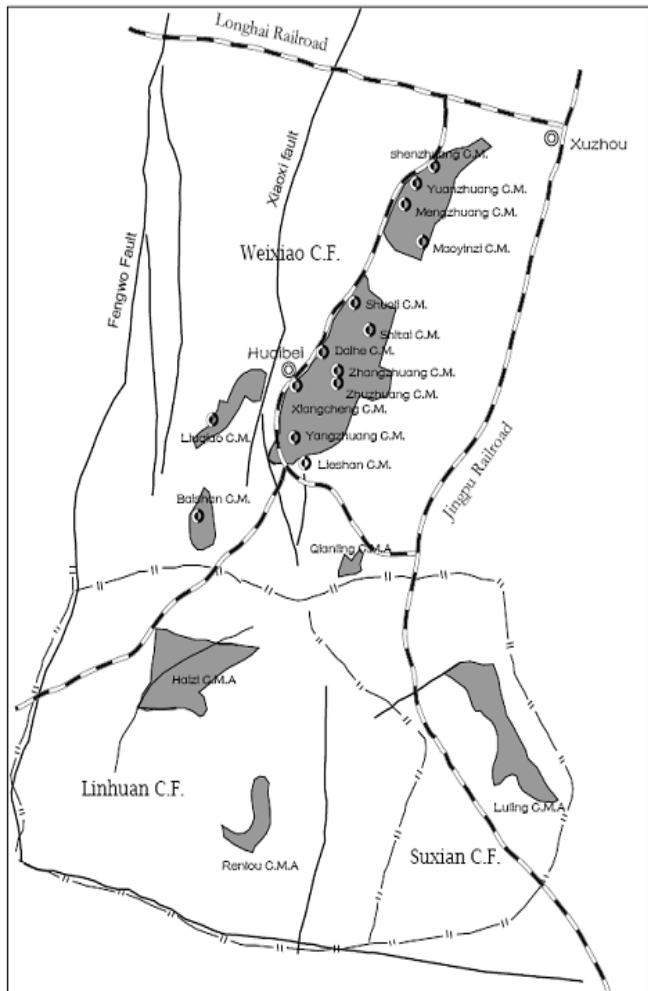 Longhai Railroad
Xuzhou
shenzhuang C.M.
Yuanzhuang C.M.
Mengzhuang C.M.
Maoyinzi C.M.
Xiaoxi fault
Weixiao C.F.
Fengwo Fault
Shuoli C.M.
Shitai C.M.
Daihe C.M.
Huaibei
Zhangzhuang C.M.
Zhuzhuang C.M.
Xiangcheng C.M.
Linqiao C.M.
Yangzhuang C.M.
Lieshan C.M.
Jingpu Railroad
Baishan C.M.
Qianling C.M.A
Haizi C.M.A
Linhuan C.F.
Luling C.M.A
Suxian C.F.
Renlou C.M.A